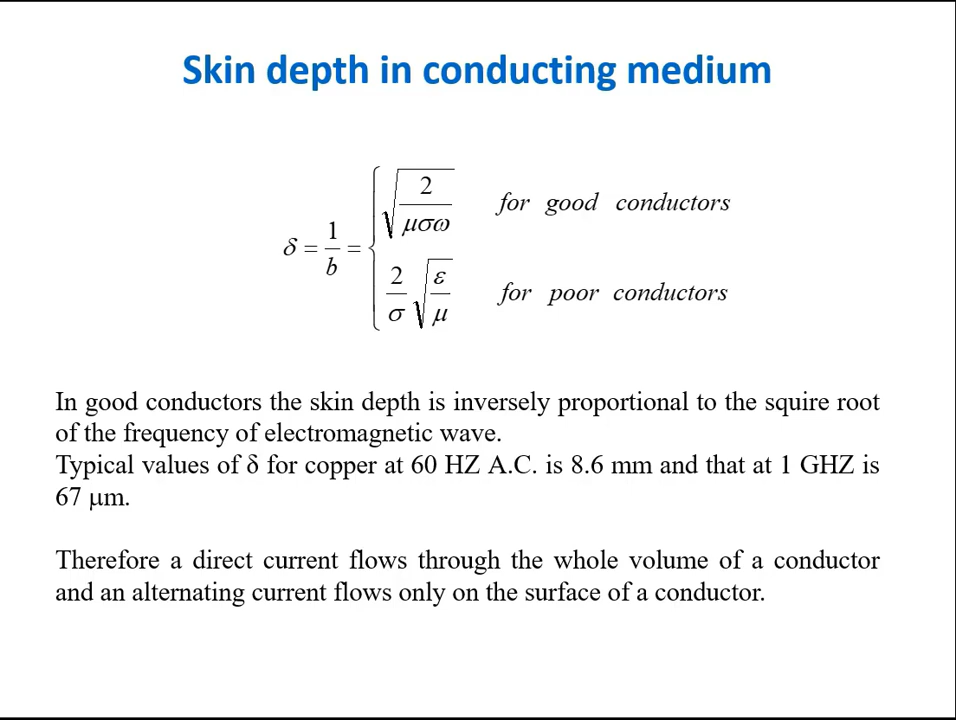 Skin depth in conducting medium
δ = 1/b = { √(2/μσω) for good conductors
2/σ √(ε/μ) for poor conductors
In good conductors the skin depth is inversely proportional to the squire root
of the frequency of electromagnetic wave.
Typical values of δ for copper at 60 HZ A.C. is 8.6 mm and that at 1 GHZ is
67 μm.
Therefore a direct current flows through the whole volume of a conductor
and an alternating current flows only on the surface of a conductor.